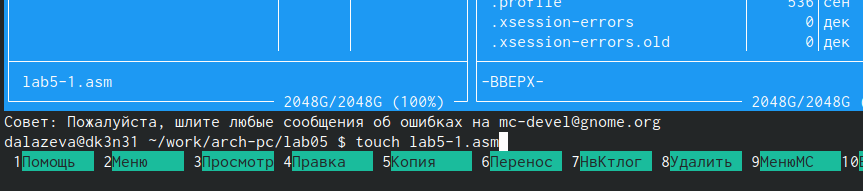 .profile 536 сен
.xsession-errors 0 дек
.xsession-errors.old 0 дек
lab5-1.asm -ВВЕРХ-
2048G/2048G (100%) 2048G/2048G
Совет: Пожалуйста, шлите любые сообщения об ошибках на mc-devel@gnome.org
dalazeva@dk3n31 ~/work/arch-pc/lab05 $ touch lab5-1.asm
1Помощь 2Меню 3Просмотр 4Правка 5Копия 6Перенос 7НвКтлог 8Удалить 9МенюMC 10